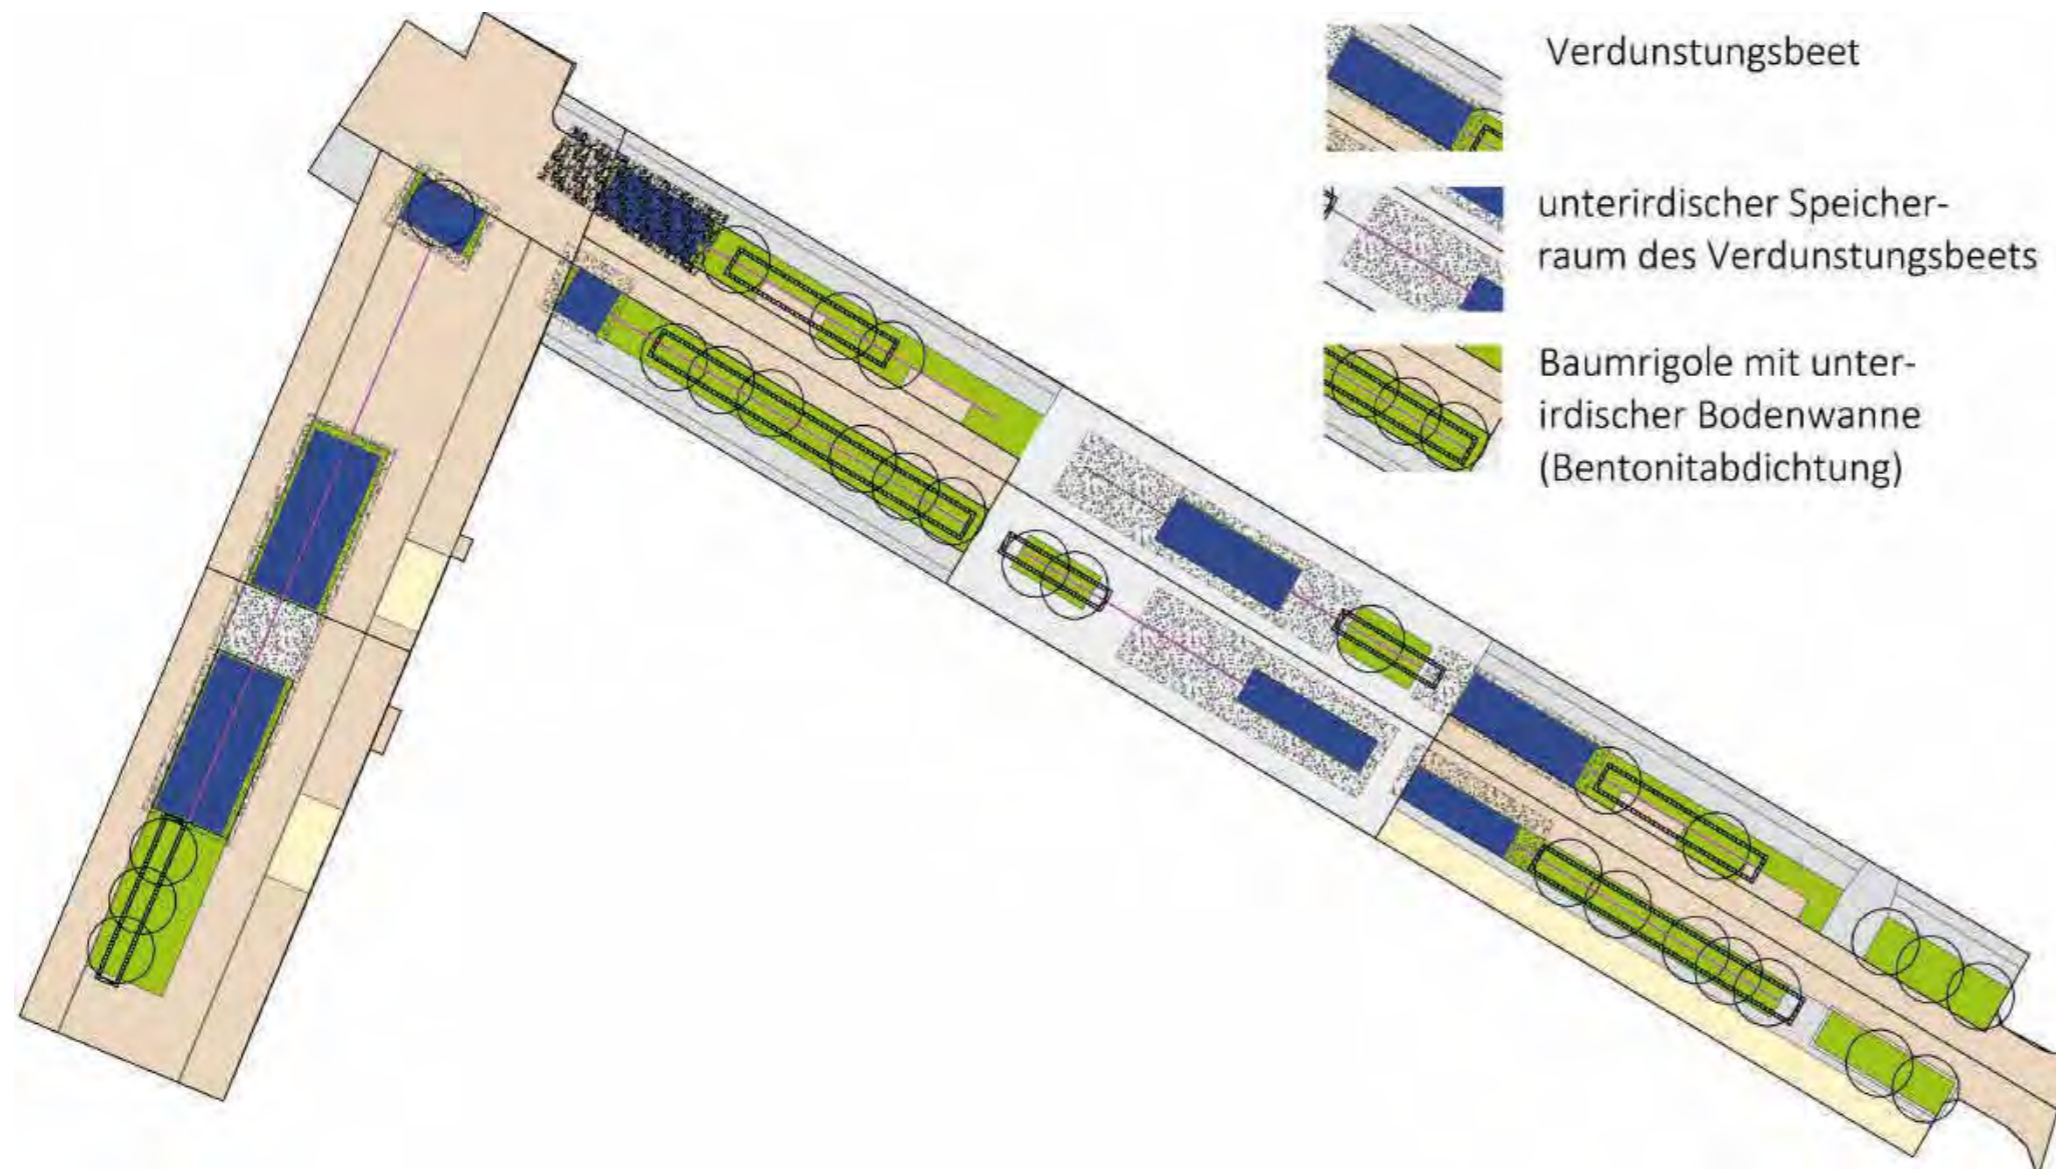 Verdunstungsbeet
unterirdischer Speicher-
raum des Verdunstungsbeets
Baumrigole mit unter-
irdischer Bodenwanne
(Bentonitabdichtung)